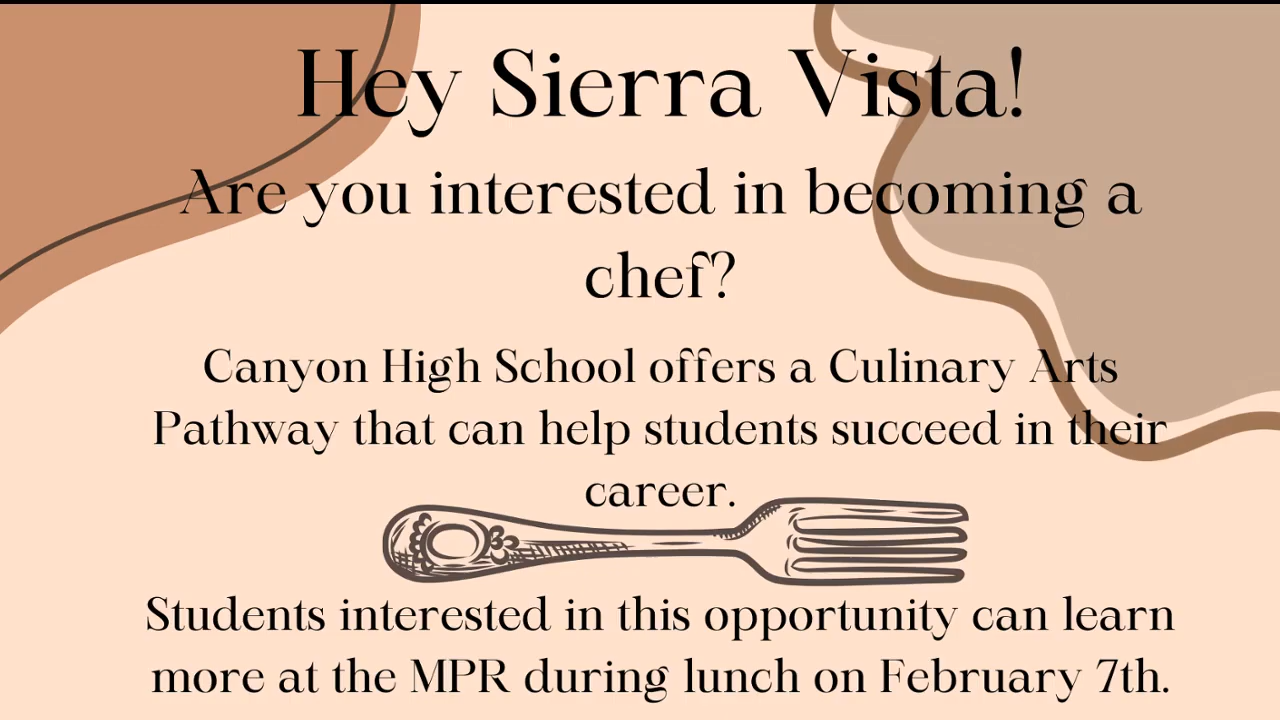 Hey Sierra Vista!
Are you interested in becoming a
chef?
Canyon High School offers a Culinary Arts
Pathway that can help students succeed in their
career.
Students interested in this opportunity can learn
more at the MPR during lunch on February 7th.